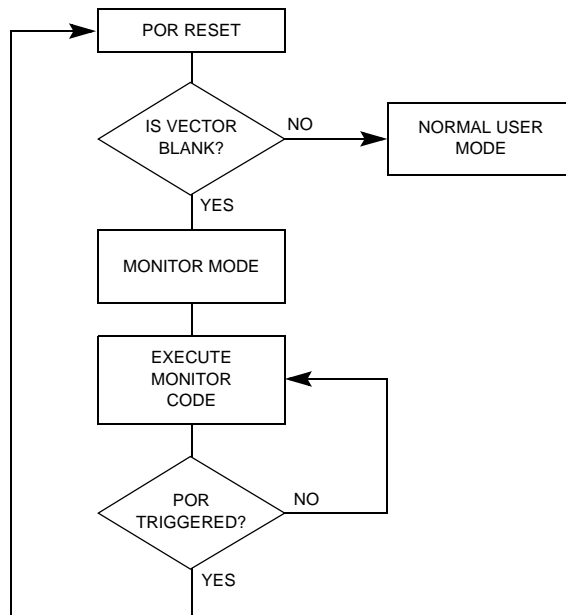 POR RESET
IS VECTOR
BLANK?
NO
NORMAL USER
MODE
YES
MONITOR MODE
EXECUTE
MONITOR
CODE
POR
TRIGGERED?
NO
YES